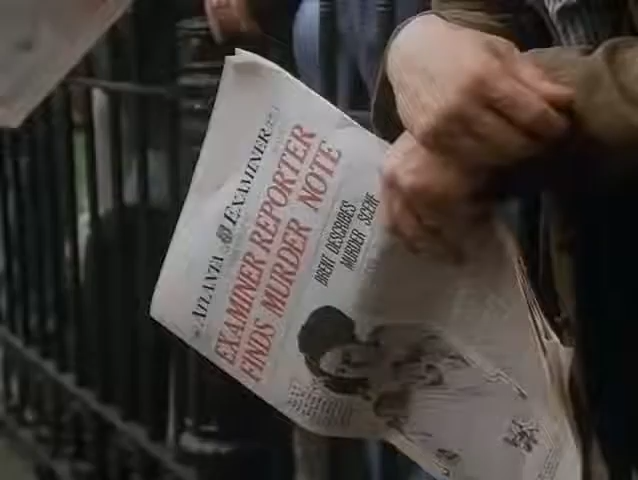 ATLANTA EXAMINER
EXAMINER REPORTER
FINDS MURDER NOTE
BRENT DESCRIBES
MURDER SCENE